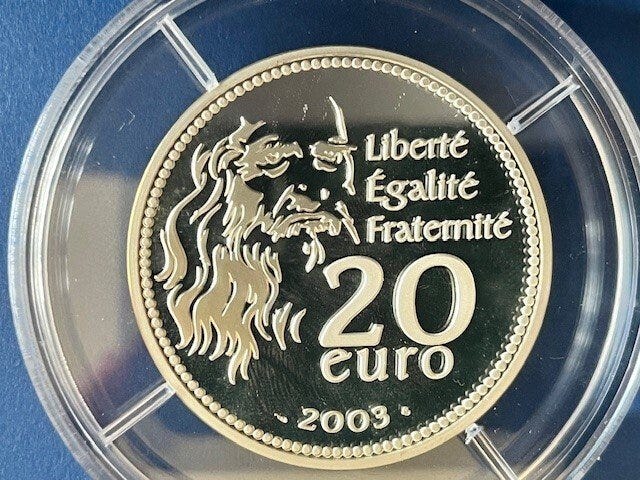 Liberté
Égalité
Fraternité
20
euro
2003